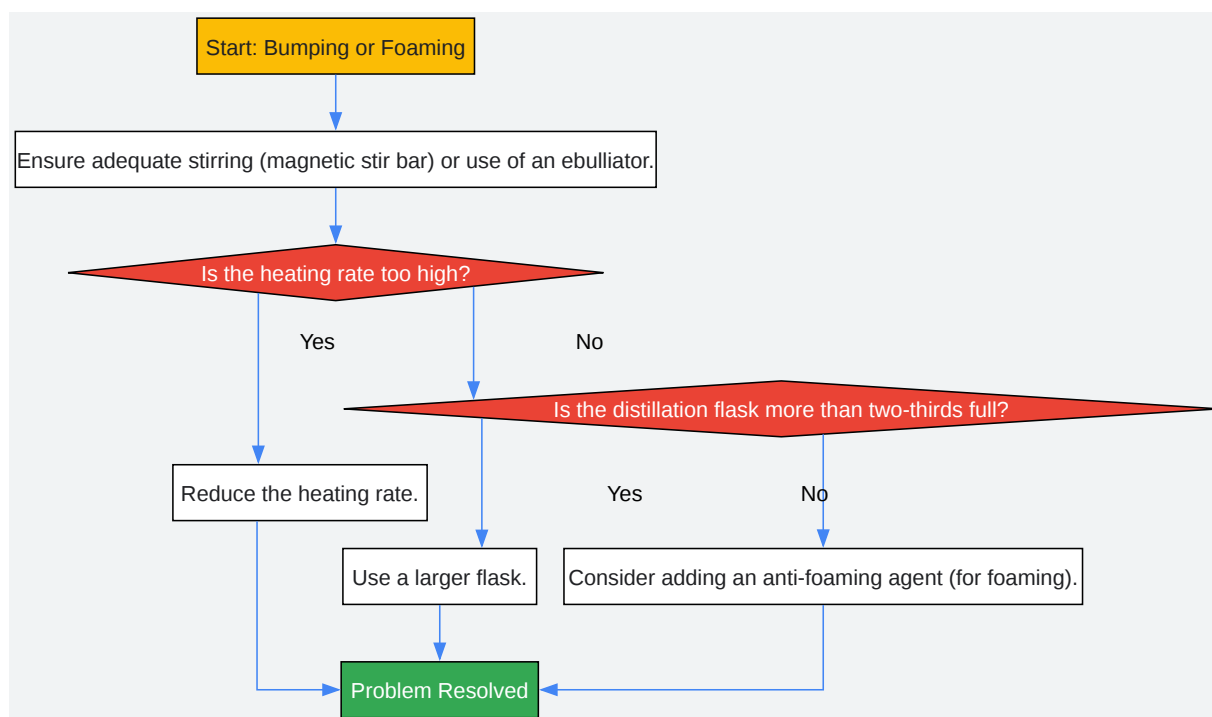 Start: Bumping or Foaming
Ensure adequate stirring (magnetic stir bar) or use of an ebulliator.
Is the heating rate too high?
Yes
No
Is the distillation flask more than two-thirds full?
Reduce the heating rate.
Yes
No
Use a larger flask.
Consider adding an anti-foaming agent (for foaming).
Problem Resolved